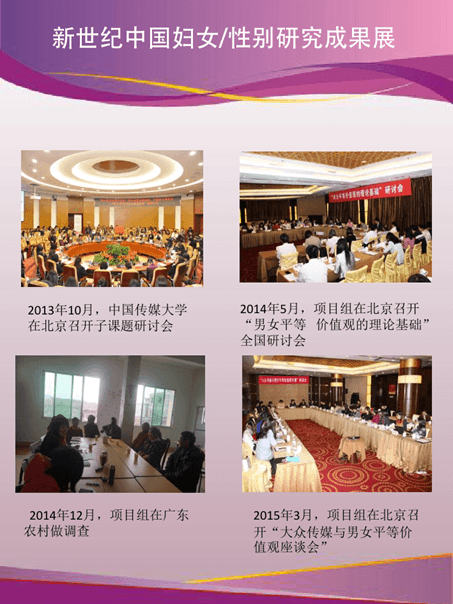 新世纪中国妇女/性别研究成果展
2013年10月，中国传媒大学
在北京召开子课题研讨会
2014年5月，项目组在北京召开
“男女平等 价值观的理论基础”
全国研讨会
2014年12月，项目组在广东
农村做调查
2015年3月，项目组在北京召
开“大众传媒与男女平等价
值观座谈会”